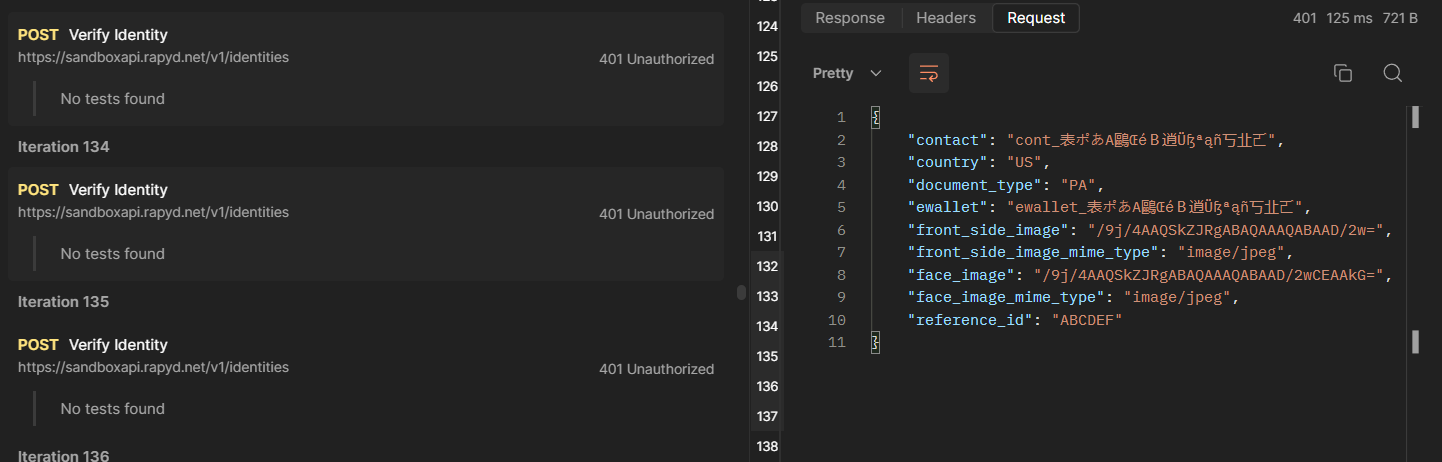 POST Verify Identity
https://sandboxapi.rapyd.net/v1/identities
401 Unauthorized
No tests found
Iteration 134
POST Verify Identity
https://sandboxapi.rapyd.net/v1/identities
401 Unauthorized
No tests found
Iteration 135
POST Verify Identity
https://sandboxapi.rapyd.net/v1/identities
401 Unauthorized
No tests found
Iteration 136
124
125
126
127
128
129
130
131
132
133
134
135
136
137
138
Response Headers Request
401 125 ms 721 B
Pretty
1 {
2 "contact": "cont_表ポあA鷗ŒéB逍Üßªąñ丂㐀𠀀",
3 "country": "US",
4 "document_type": "PA",
5 "ewallet": "ewallet_表ポあA鷗ŒéB逍Üßªąñ丂㐀𠀀",
6 "front_side_image": "/9j/4AAQSkZJRgABAQAAAQABAAD/2w=",
7 "front_side_image_mime_type": "image/jpeg",
8 "face_image": "/9j/4AAQSkZJRgABAQAAAQABAAD/2wCEAAkG=",
9 "face_image_mime_type": "image/jpeg",
10 "reference_id": "ABCDEF"
11 }